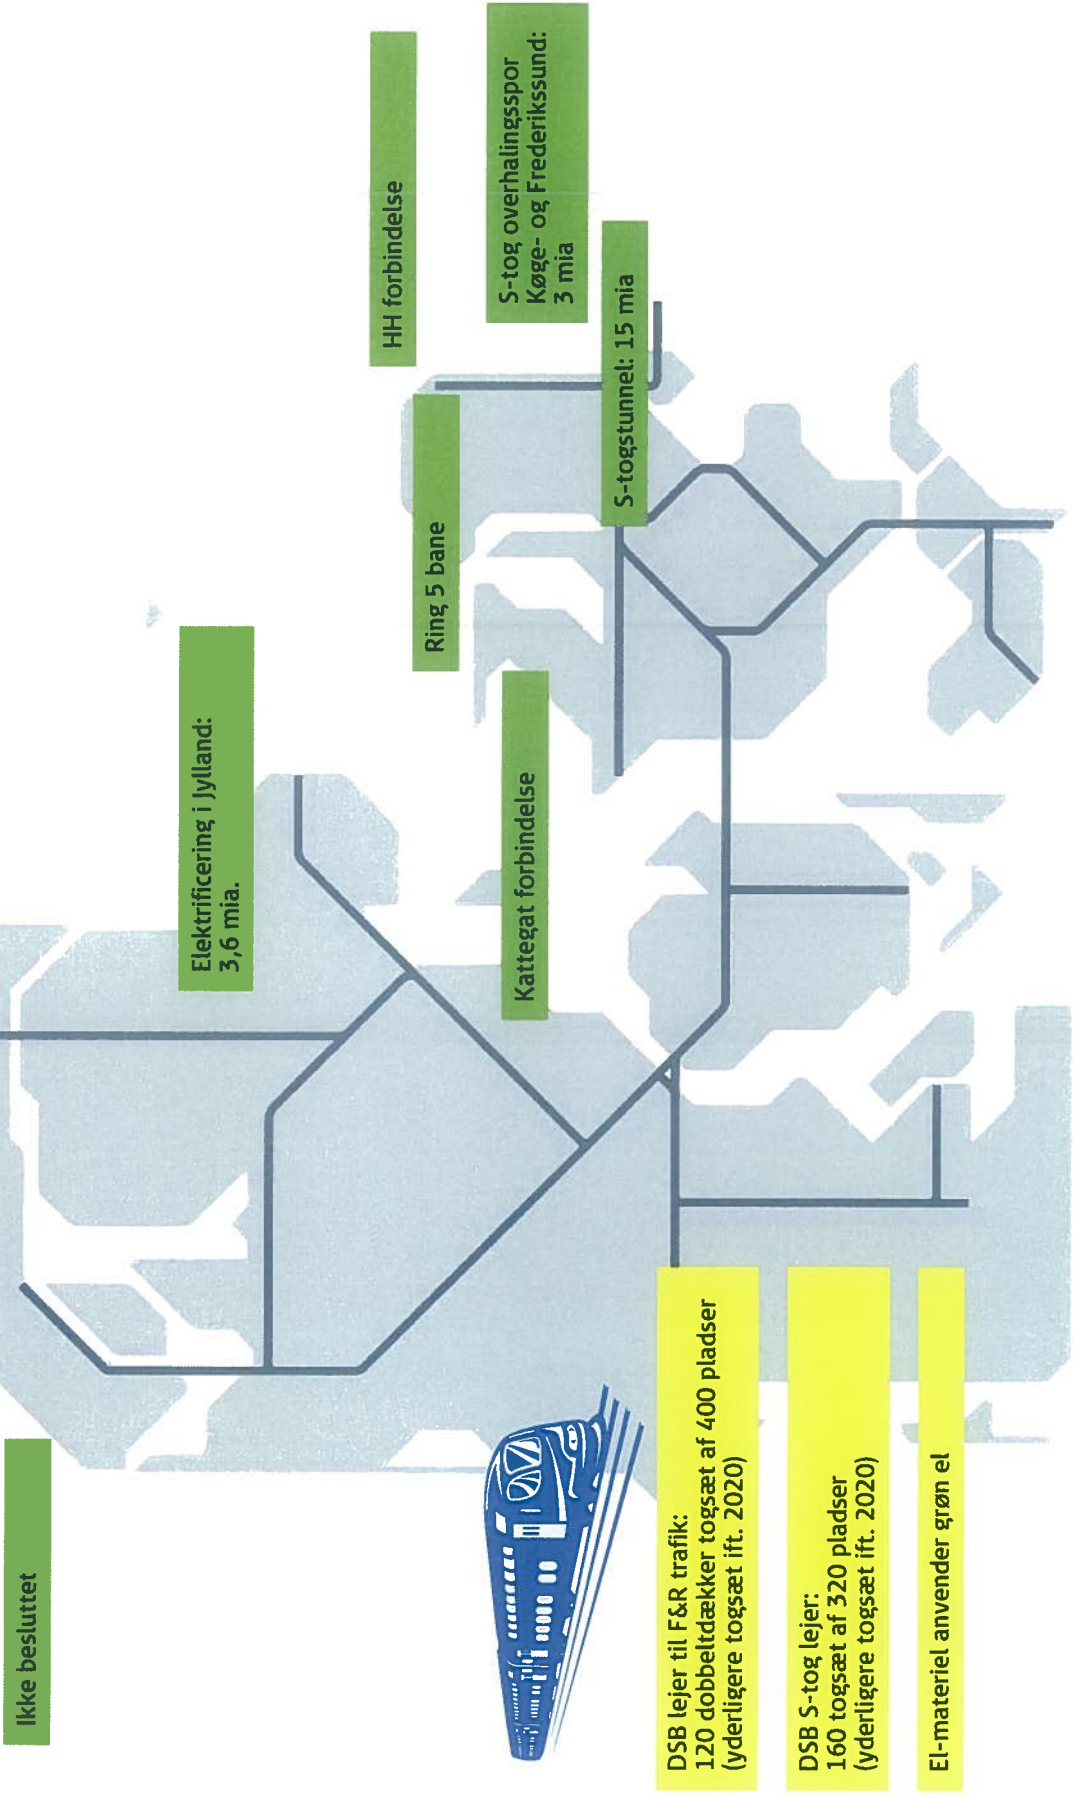 Ikke besluttet
Elektrificering i Jylland:
3,6 mia.
HH forbindelse
Ring 5 bane
S-tog overhalingsspor
Køge- og Frederikssund:
3 mia
Kattegat forbindelse
S-togstunnel: 15 mia
DSB lejer til F&R trafik:
120 dobbeltdækker togsæt af 400 pladser
(yderligere togsæt ift. 2020)
DSB S-tog lejer:
160 togsæt af 320 pladser
(yderligere togsæt ift. 2020)
El-materiel anvender grøn el